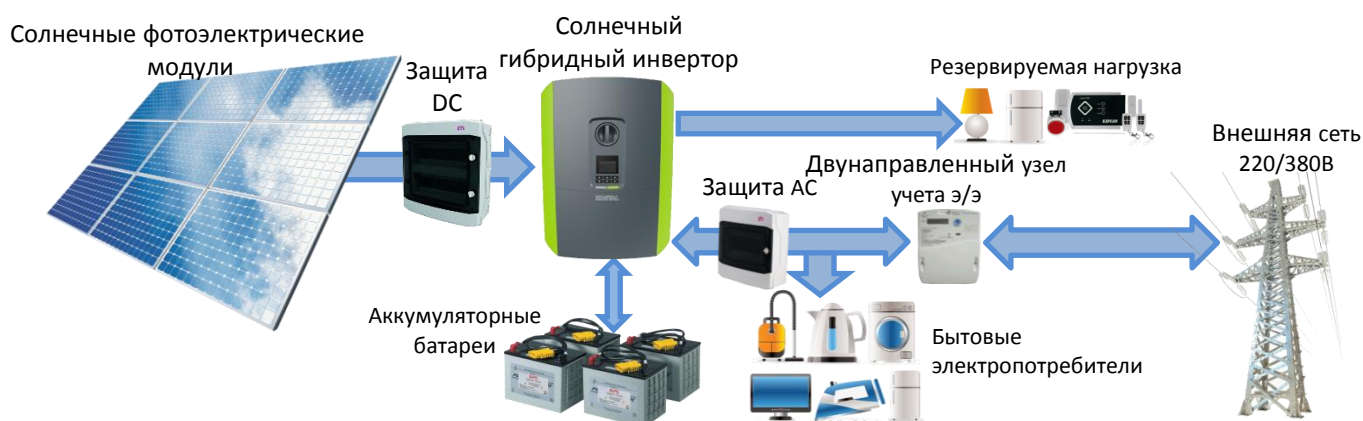 Солнечные фотоэлектрические
модули
Защита
DC
Солнечный
гибридный инвертор
Резервируемая нагрузка
Внешняя сеть
220/380В
Двунаправленный узел
учета э/э
Защита AC
Аккумуляторные
батареи
Бытовые
электропотребители